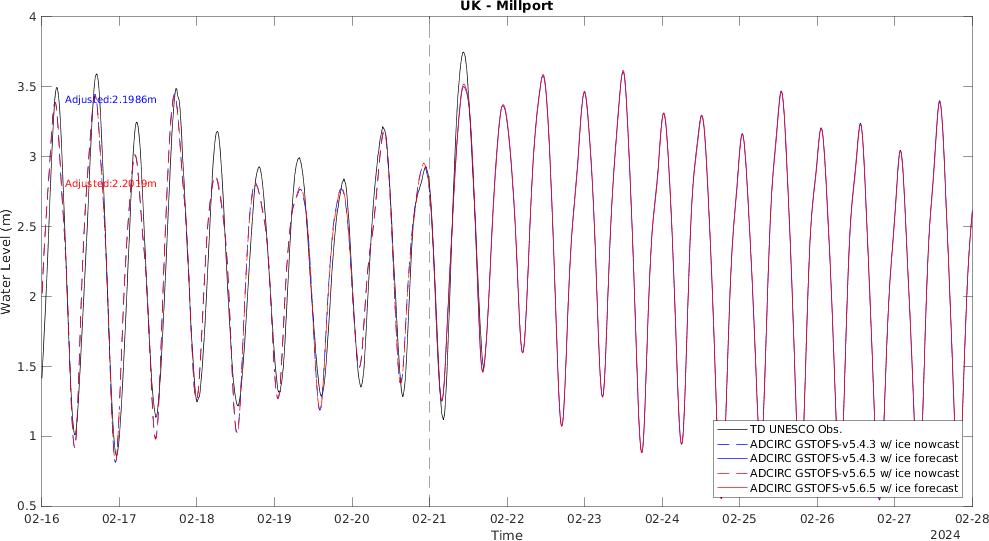 UK - Millport
4
3.5
3
2.5
2
1.5
1
0.5
Water Level (m)
Adjusted:2.1986m
Adjusted:2.2019m
TD UNESCO Obs.
ADCIRC GSTOFS-v5.4.3 w/ ice nowcast
ADCIRC GSTOFS-v5.4.3 w/ ice forecast
ADCIRC GSTOFS-v5.6.5 w/ ice nowcast
ADCIRC GSTOFS-v5.6.5 w/ ice forecast
02-16 02-17 02-18 02-19 02-20 02-21 02-22 02-23 02-24 02-25 02-26 02-27 02-28
Time
2024